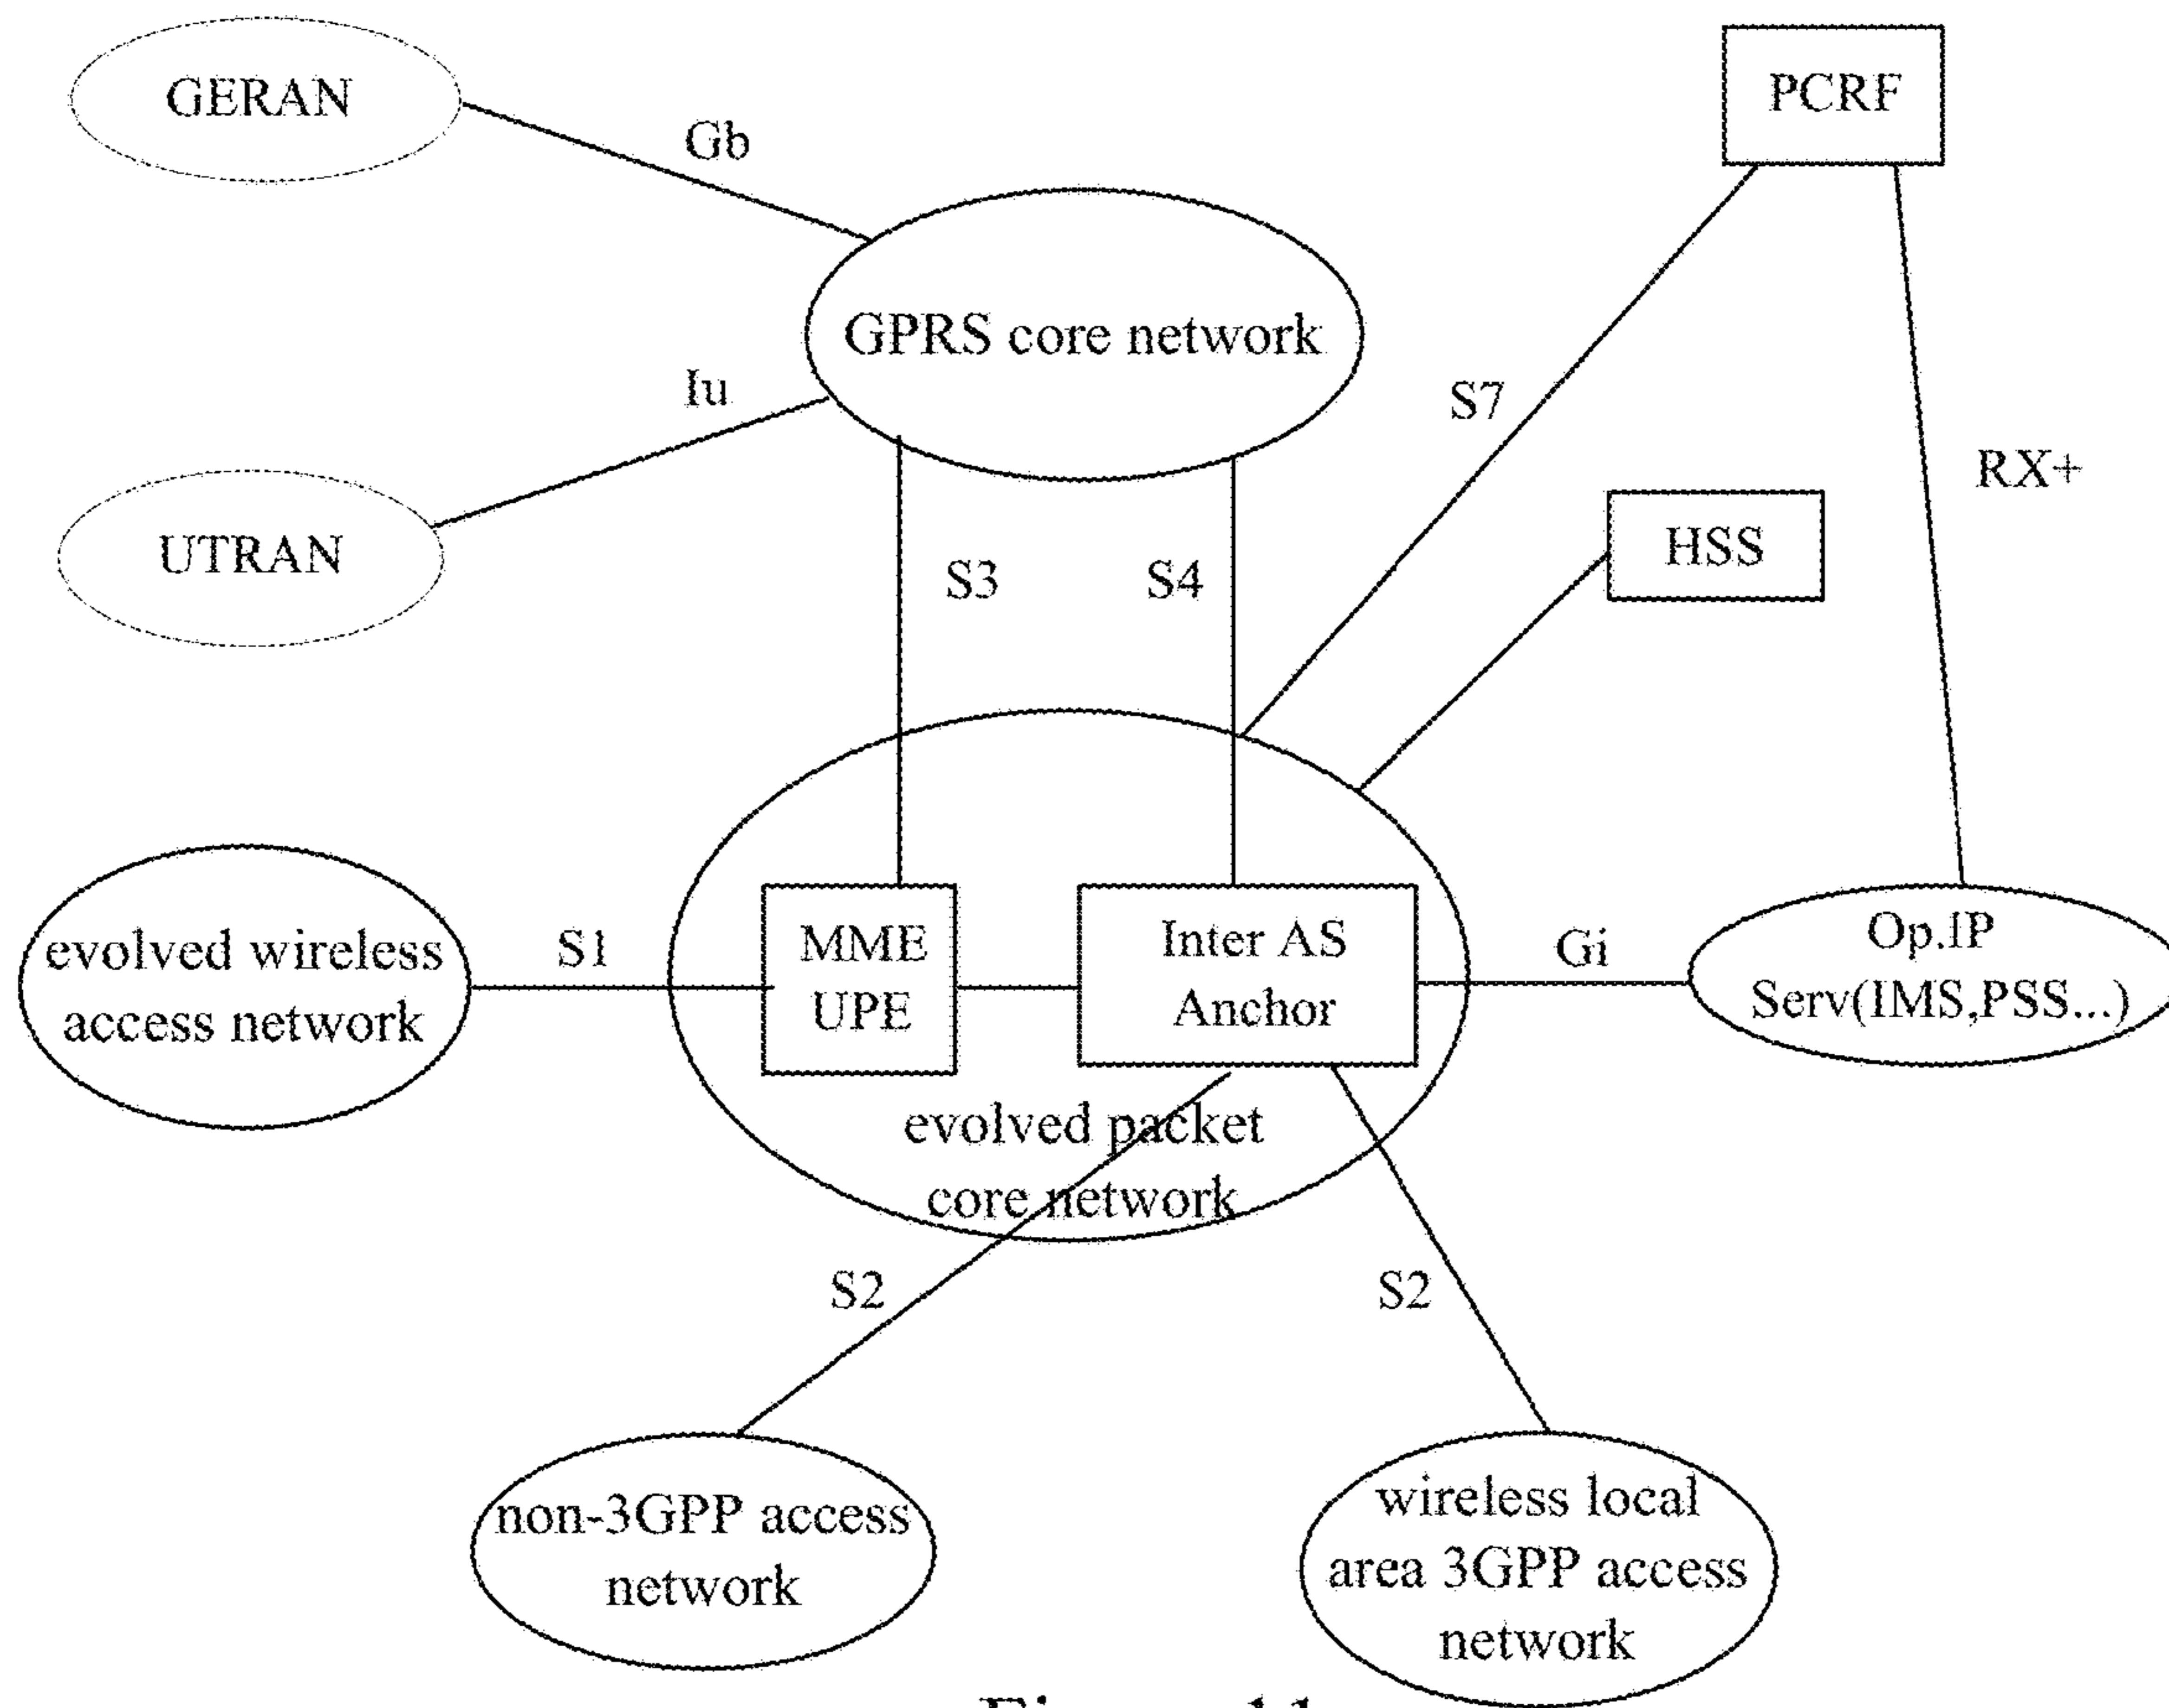 GERAN
PCRF
Gb
GPRS core network
Iu
S7
RX+
UTRAN
HSS
S3
S4
evolved wireless
access network
S1
MME
UPE
Inter AS
Anchor
Gi
Op.IP
Serv(IMS,PSS...)
evolved packet
core network
S2
S2
non-3GPP access
network
wireless local
area 3GPP access
network